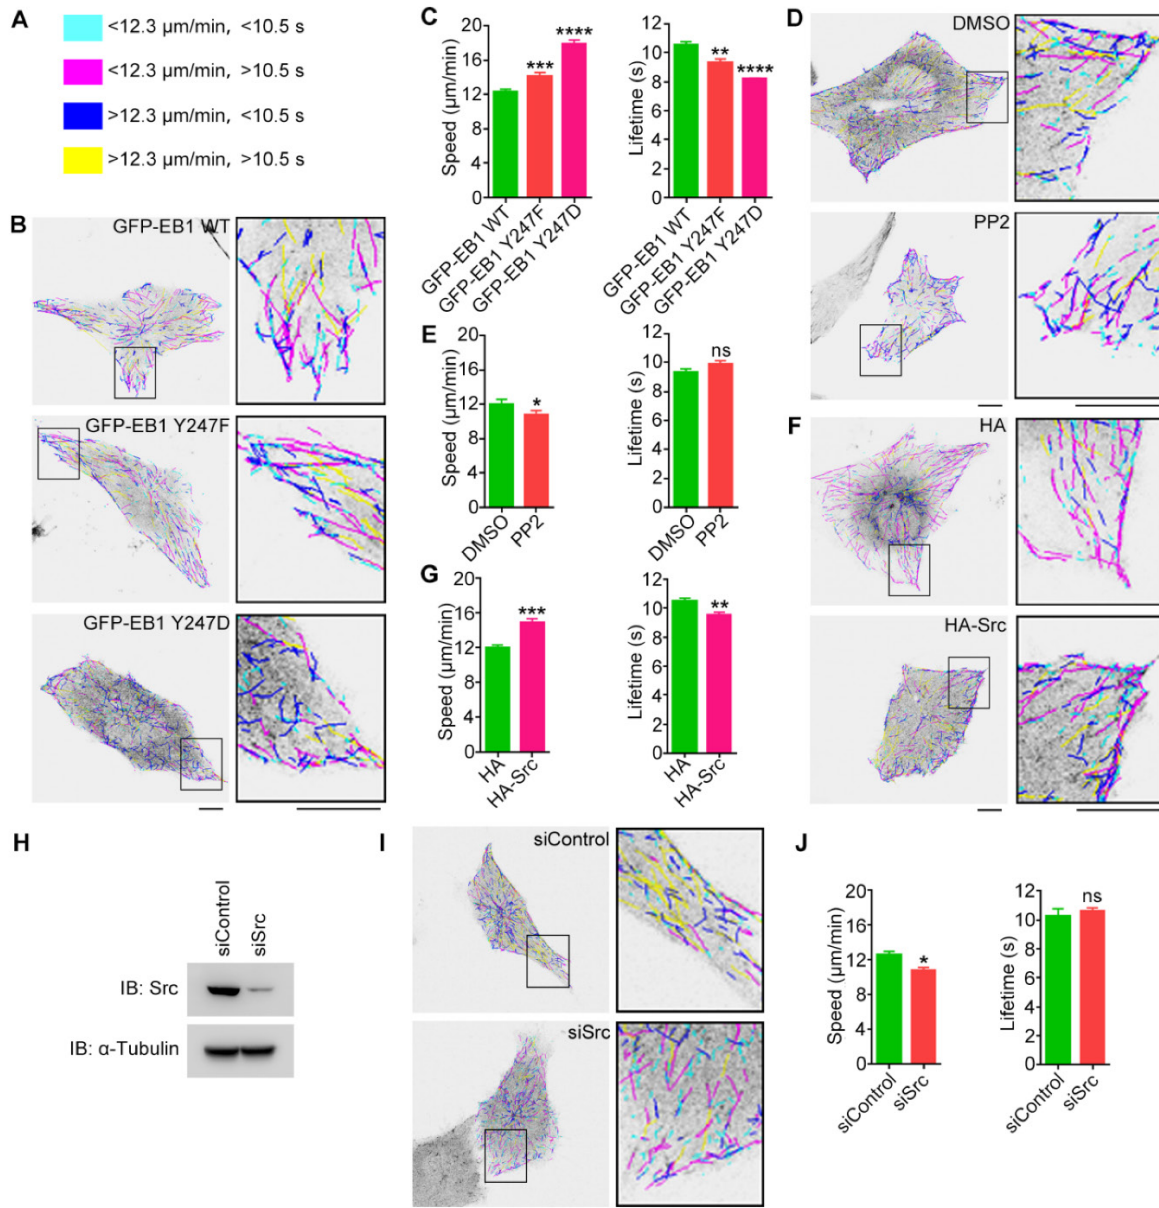 A
<12.3 μm/min, <10.5 s
<12.3 μm/min, >10.5 s
>12.3 μm/min, <10.5 s
>12.3 μm/min, >10.5 s
B
GFP-EB1 WT
GFP-EB1 Y247F
GFP-EB1 Y247D
C
Speed (μm/min)
20
16
12
8
4
0
***
****
GFP-EB1 WT
GFP-EB1 Y247F
GFP-EB1 Y247D
Lifetime (s)
12
10
8
6
4
2
0
**
****
GFP-EB1 WT
GFP-EB1 Y247F
GFP-EB1 Y247D
D
DMSO
PP2
E
Speed (μm/min)
20
16
12
8
4
0
*
DMSO
PP2
Lifetime (s)
12
10
8
6
4
2
0
ns
DMSO
PP2
F
HA
HA-Src
G
Speed (μm/min)
20
16
12
8
4
0
***
HA
HA-Src
Lifetime (s)
12
10
8
6
4
2
0
**
HA
HA-Src
H
siControl
siSrc
IB: Src
IB: α-Tubulin
I
siControl
siSrc
J
Speed (μm/min)
20
16
12
8
4
0
*
siControl
siSrc
Lifetime (s)
12
10
8
6
4
2
0
ns
siControl
siSrc